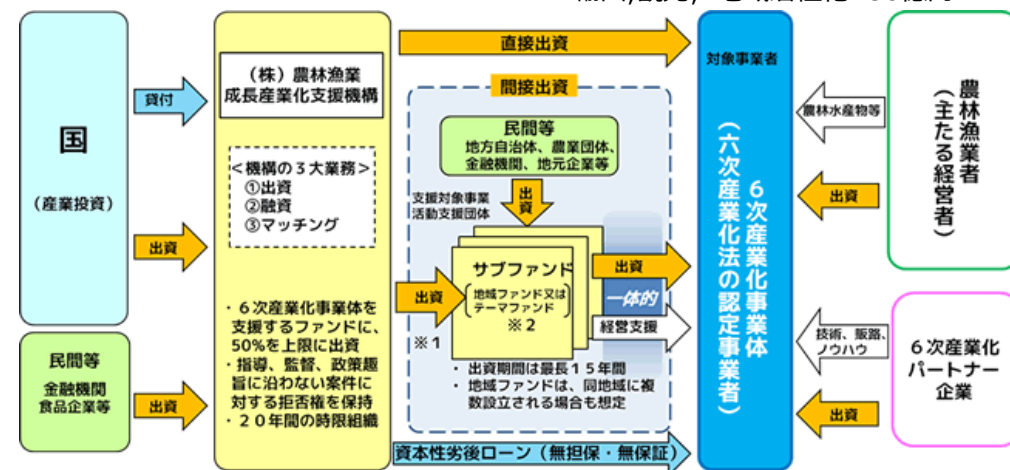 国
(産業投資)
民間等
金融機関
食品企業等
貸付
出資
出資
(株)農林漁業
成長産業化支援機構
<機構の3大業務>
①出資
②融資
③マッチング
・6次産業化事業体を
支援するファンドに、
50%を上限に出資
・指導、監督、政策趣
旨に沿わない案件に
対する拒否権を保持
・20年間の時限組織
直接出資
間接出資
民間等
地方自治体、農業団体、
金融機関、地元企業等
支援対象事業
活動支援団体
出資
出資
※1
サブファンド
地域ファンド又は
テーマファンド
※2
出資
一体的
経営支援
・出資期間は最長15年間
・地域ファンドは、同地域に複
数設立される場合も想定
資本性劣後ローン(無担保・無保証)
対象事業者
6次産業化事業体
(六次産業化法の認定事業者)
農林水産物等
出資
技術、販路、
ノウハウ
出資
農林漁業者
(主たる経営者)
6次産業化
パートナー
企業